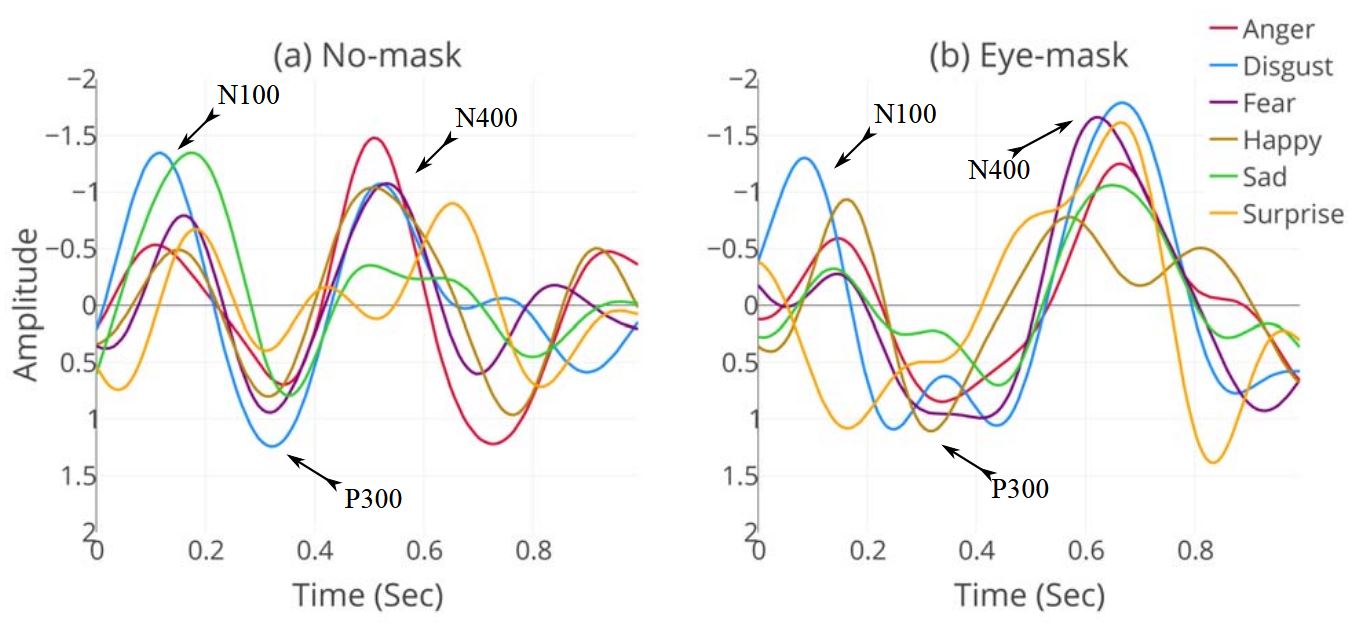 (a) No-mask
(b) Eye-mask
Anger
Disgust
Fear
Happy
Sad
Surprise
N100
N400
P300
N100
N400
P300
Amplitude
−2
−1.5
−1
−0.5
0
0.5
1
1.5
2
−2
−1.5
−1
−0.5
0
0.5
1
1.5
2
0
0.2
0.4
0.6
0.8
0
0.2
0.4
0.6
0.8
Time (Sec)
Time (Sec)